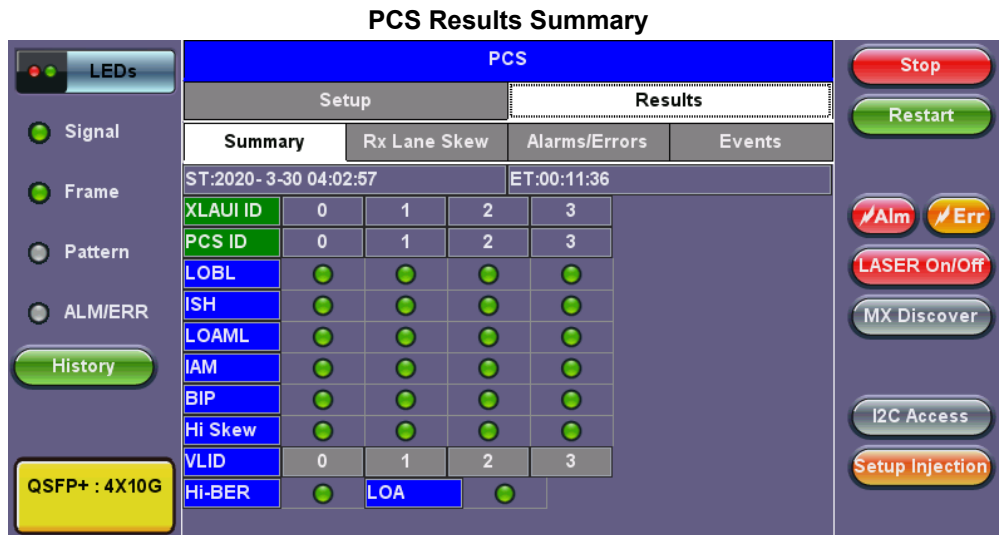 PCS Results Summary
LEDs
Signal
Frame
Pattern
ALM/ERR
History
QSFP+ : 4X10G
PCS
Setup Results
Summary Rx Lane Skew Alarms/Errors Events
ST:2020- 3-30 04:02:57 ET:00:11:36
XLAUI ID 0 1 2 3
PCS ID 0 1 2 3
LOBL
ISH
LOAML
IAM
BIP
Hi Skew
VLID 0 1 2 3
Hi-BER LOA
Stop
Restart
Alm Err
LASER On/Off
MX Discover
I2C Access
Setup Injection